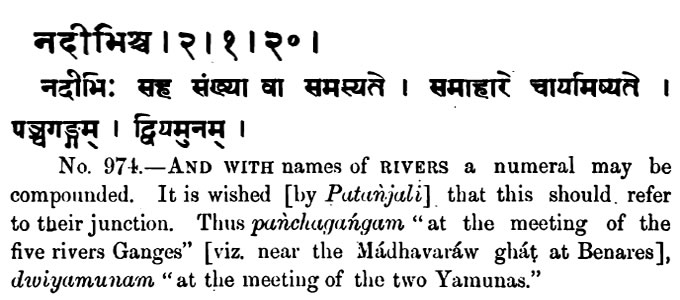 नदीभिश्च । २ । १ । २० ।
नदीभिः सह संख्या वा समस्यते । समाहारे चायमिष्यते ।
पञ्चगङ्गम् । द्वियमुनम् ।
No. 974.—AND WITH names of RIVERS a numeral may be
compounded. It is wished [by Patańjali] that this should refer
to their junction. Thus pańchagańgam “at the meeting of the
five rivers Ganges” [viz. near the Mádhavaráw gháṭ at Benares],
dwiyamunam “at the meeting of the two Yamunas.”